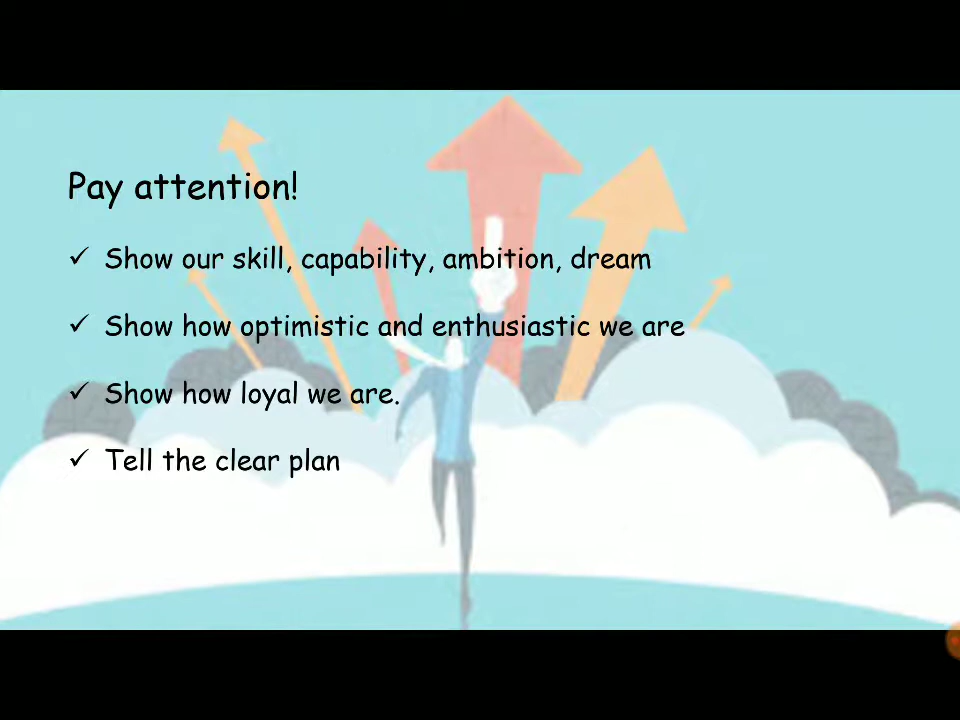 Pay attention!
✓ Show our skill, capability, ambition, dream
✓ Show how optimistic and enthusiastic we are
✓ Show how loyal we are.
✓ Tell the clear plan